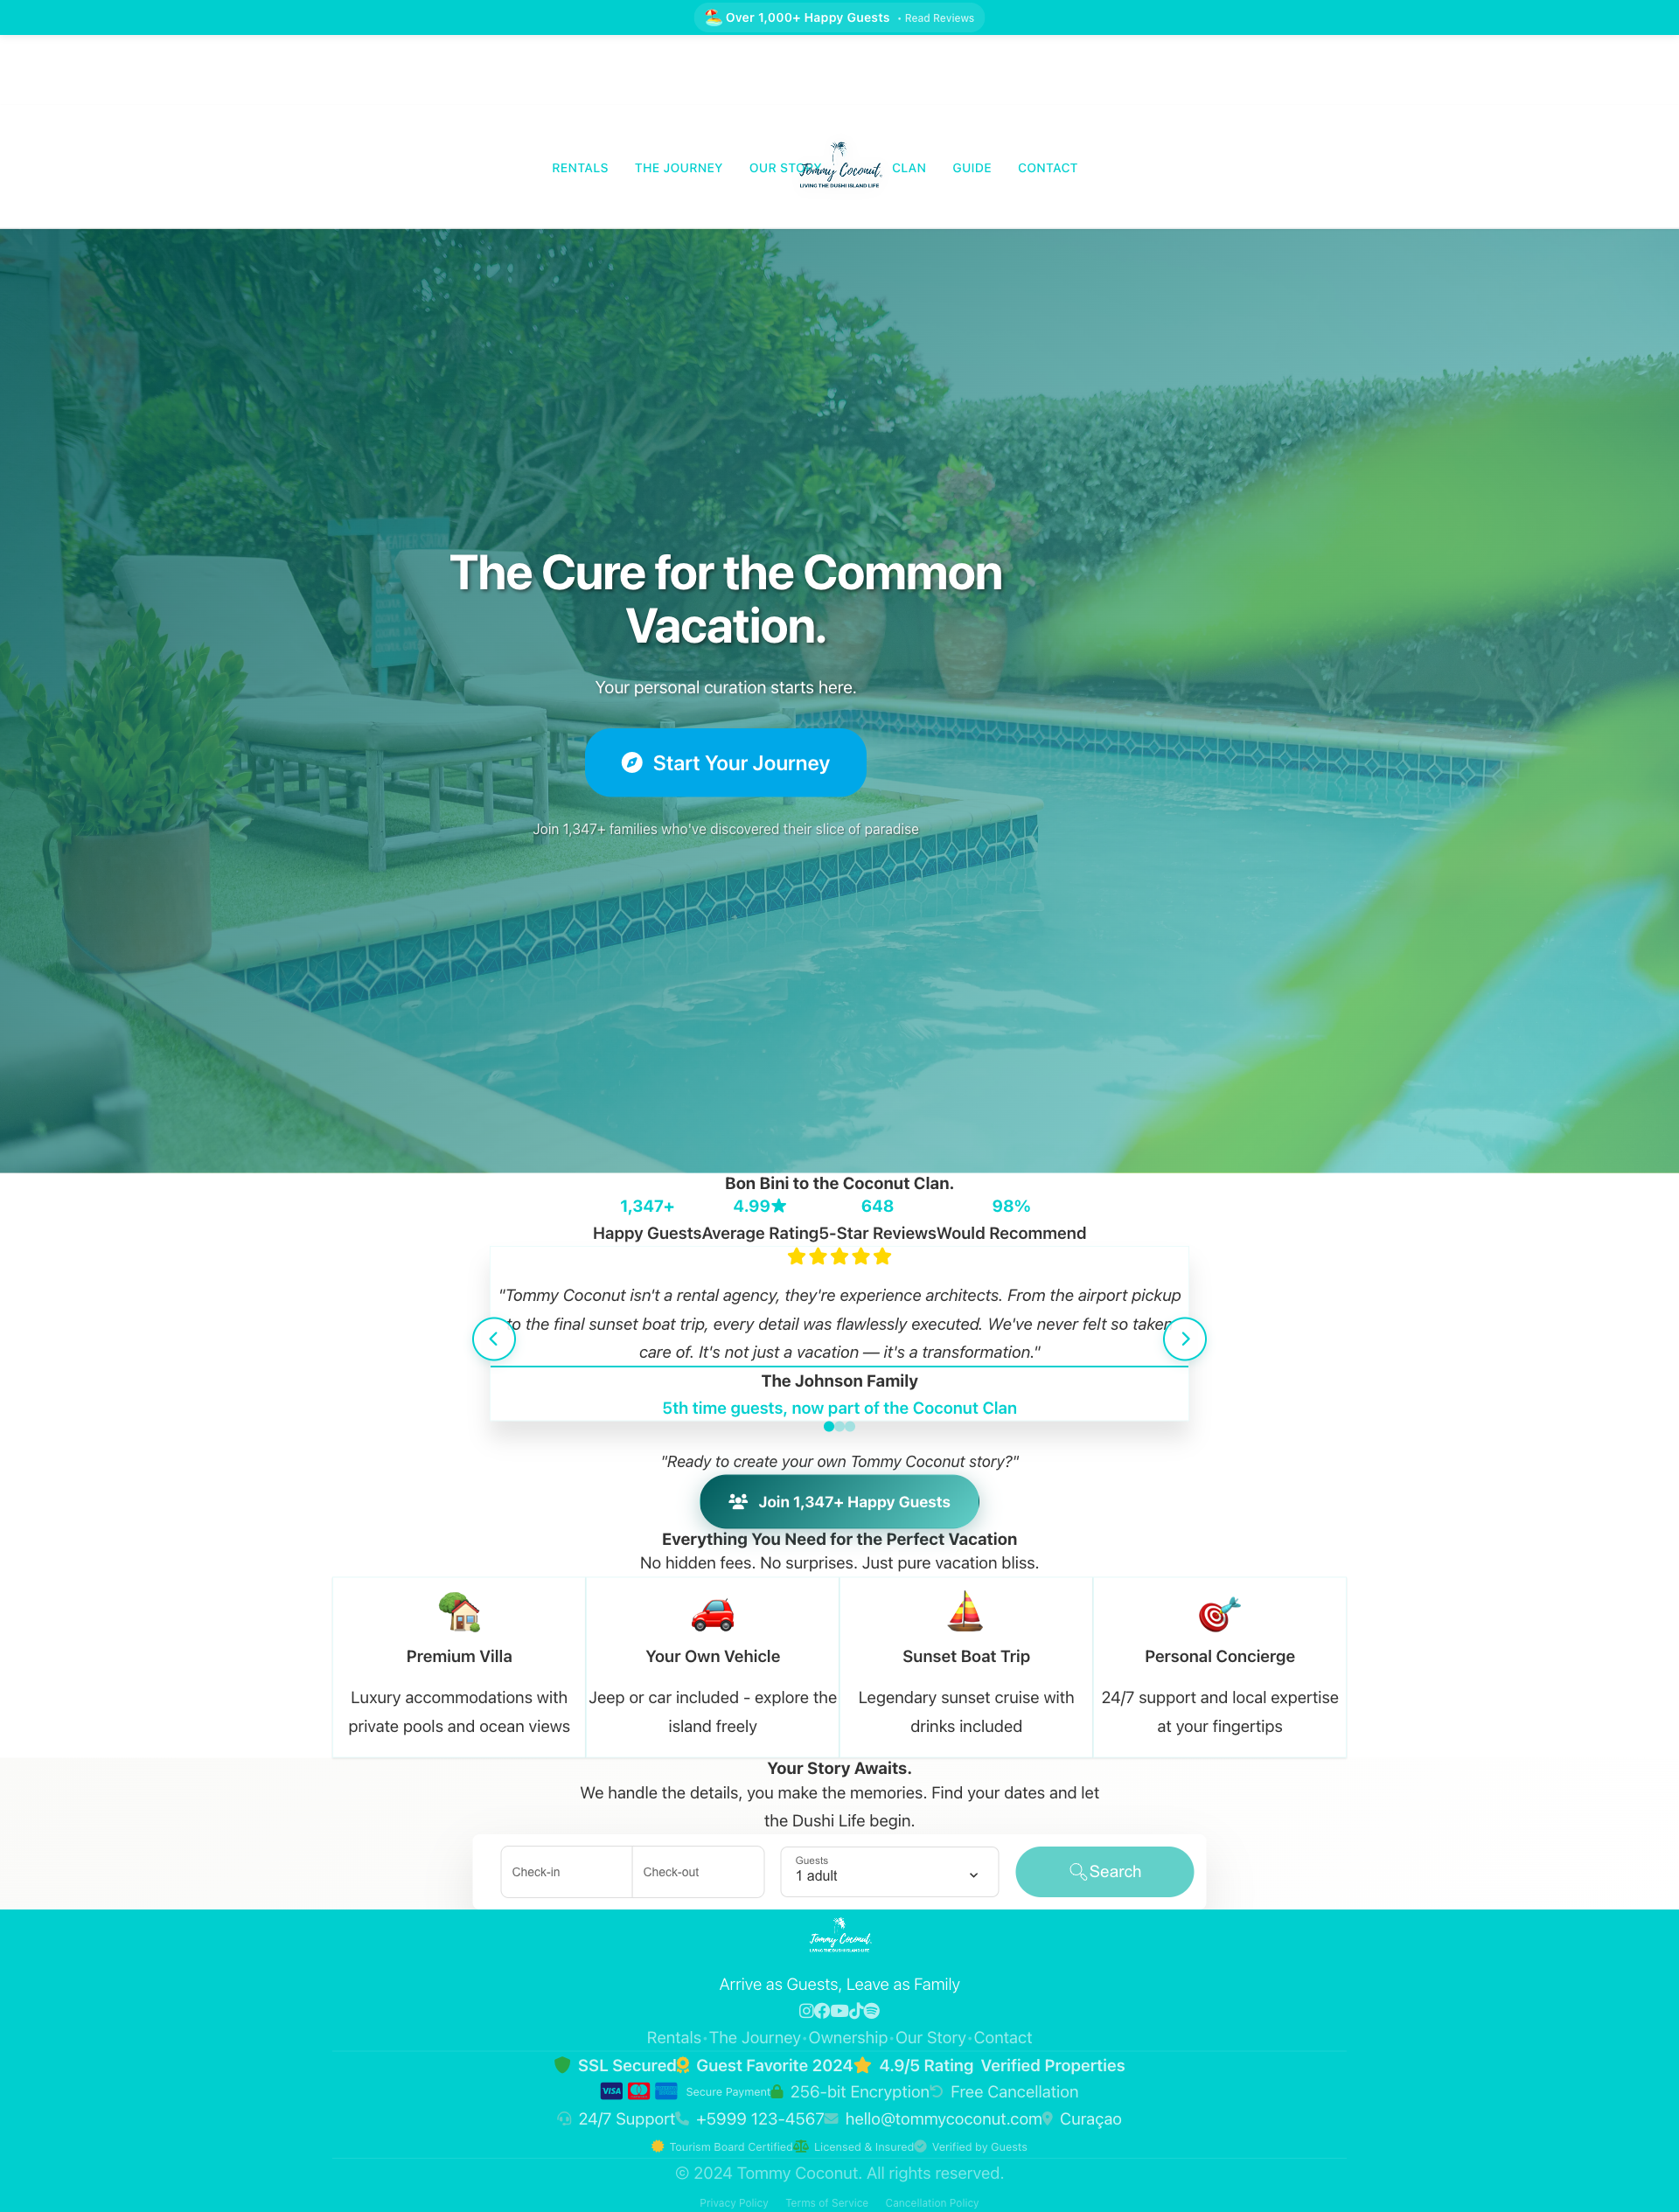 Over 1,000+ Happy Guests • Read Reviews
RENTALS THE JOURNEY OUR STORY CLAN GUIDE CONTACT
Tommy Coconut
LIVING THE DUSHI ISLAND LIFE
The Cure for the Common
Vacation.
Your personal curation starts here.
Start Your Journey
Join 1,347+ families who've discovered their slice of paradise
Bon Bini to the Coconut Clan.
1,347+ 4.99★ 648 98%
Happy Guests Average Rating 5-Star Reviews Would Recommend
"Tommy Coconut isn't a rental agency, they're experience architects. From the airport pickup
to the final sunset boat trip, every detail was flawlessly executed. We've never felt so taken
care of. It's not just a vacation — it's a transformation."
The Johnson Family
5th time guests, now part of the Coconut Clan
"Ready to create your own Tommy Coconut story?"
Join 1,347+ Happy Guests
Everything You Need for the Perfect Vacation
No hidden fees. No surprises. Just pure vacation bliss.
Premium Villa
Luxury accommodations with
private pools and ocean views
Your Own Vehicle
Jeep or car included - explore the
island freely
Sunset Boat Trip
Legendary sunset cruise with
drinks included
Personal Concierge
24/7 support and local expertise
at your fingertips
Your Story Awaits.
We handle the details, you make the memories. Find your dates and let
the Dushi Life begin.
Check-in
Check-out
Guests
1 adult
Search
Tommy Coconut
LIVING THE DUSHI ISLAND LIFE
Arrive as Guests, Leave as Family
Rentals • The Journey • Ownership • Our Story • Contact
SSL Secured Guest Favorite 2024 4.9/5 Rating Verified Properties
VISA Secure Payment 256-bit Encryption Free Cancellation
24/7 Support +5999 123-4567 hello@tommycoconut.com Curaçao
Tourism Board Certified Licensed & Insured Verified by Guests
© 2024 Tommy Coconut. All rights reserved.
Privacy Policy Terms of Service Cancellation Policy